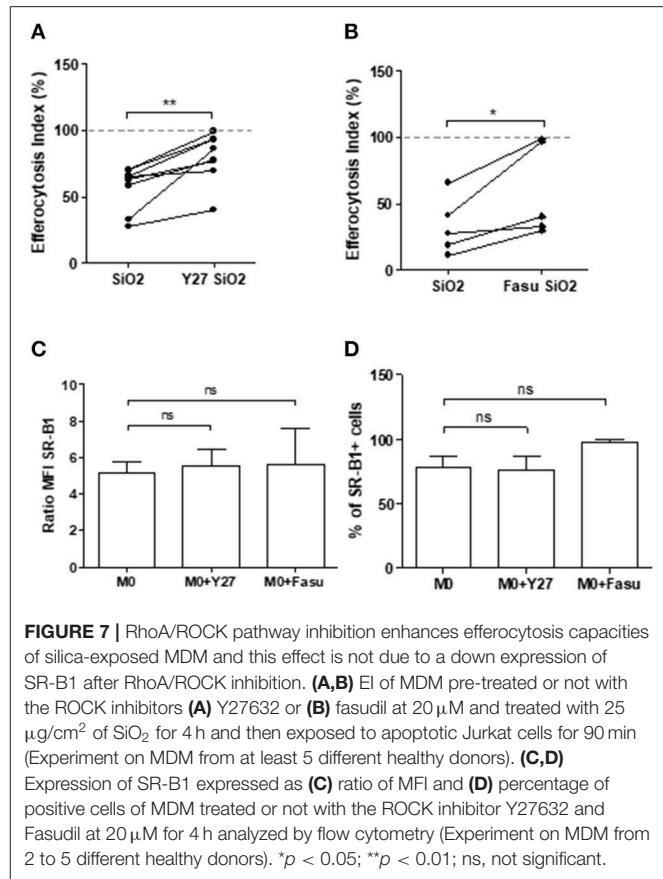 A
B
Efferocytosis Index (%)
150
100
50
0
**
SiO2
Y27 SiO2
Efferocytosis Index (%)
150
100
50
0
*
SiO2
Fasu SiO2
C
D
Ratio MFI SR-B1
10
8
6
4
2
0
ns
ns
M0
M0+Y27
M0+Fasu
% of SR-B1+ cells
150
100
50
0
ns
ns
M0
M0+Y27
M0+Fasu
FIGURE 7 | RhoA/ROCK pathway inhibition enhances efferocytosis capacities
of silica-exposed MDM and this effect is not due to a down expression of
SR-B1 after RhoA/ROCK inhibition. (A,B) EI of MDM pre-treated or not with
the ROCK inhibitors (A) Y27632 or (B) fasudil at 20 μM and treated with 25
μg/cm² of SiO₂ for 4 h and then exposed to apoptotic Jurkat cells for 90 min
(Experiment on MDM from at least 5 different healthy donors). (C,D)
Expression of SR-B1 expressed as (C) ratio of MFI and (D) percentage of
positive cells of MDM treated or not with the ROCK inhibitor Y27632 and
Fasudil at 20 μM for 4 h analyzed by flow cytometry (Experiment on MDM from
2 to 5 different healthy donors). *p < 0.05; **p < 0.01; ns, not significant.